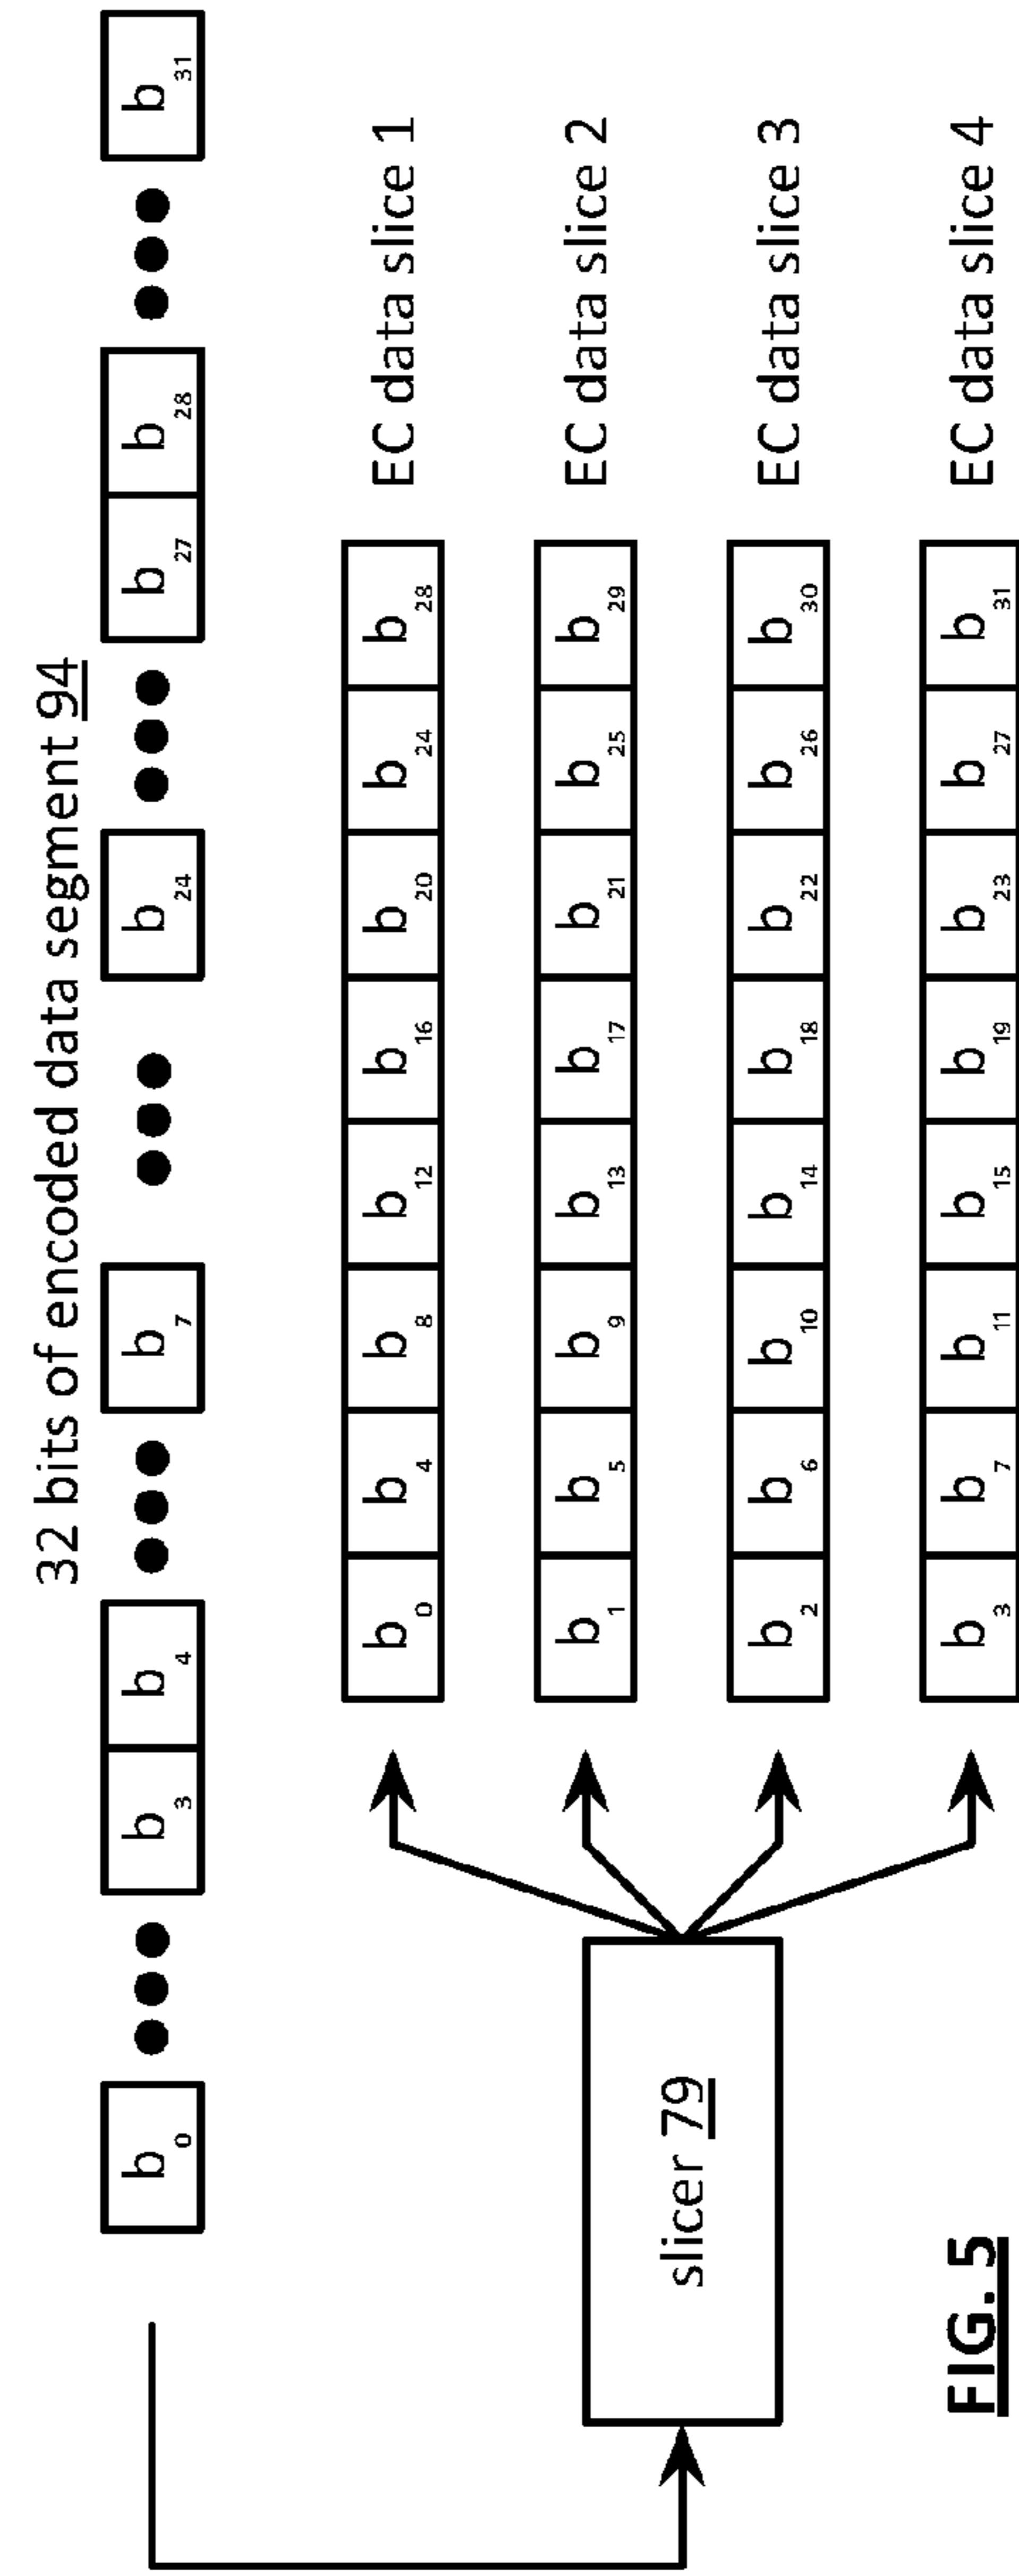 32 bits of encoded data segment 94
b0 ●●● b3 b4 ●●● b7 ●●● b24 ●●● b27 b28 ●●● b31
b0 b4 b8 b12 b16 b20 b24 b28 EC data slice 1
b1 b5 b9 b13 b17 b21 b25 b29 EC data slice 2
slicer 79
b2 b6 b10 b14 b18 b22 b26 b30 EC data slice 3
b3 b7 b11 b15 b19 b23 b27 b31 EC data slice 4
FIG. 5